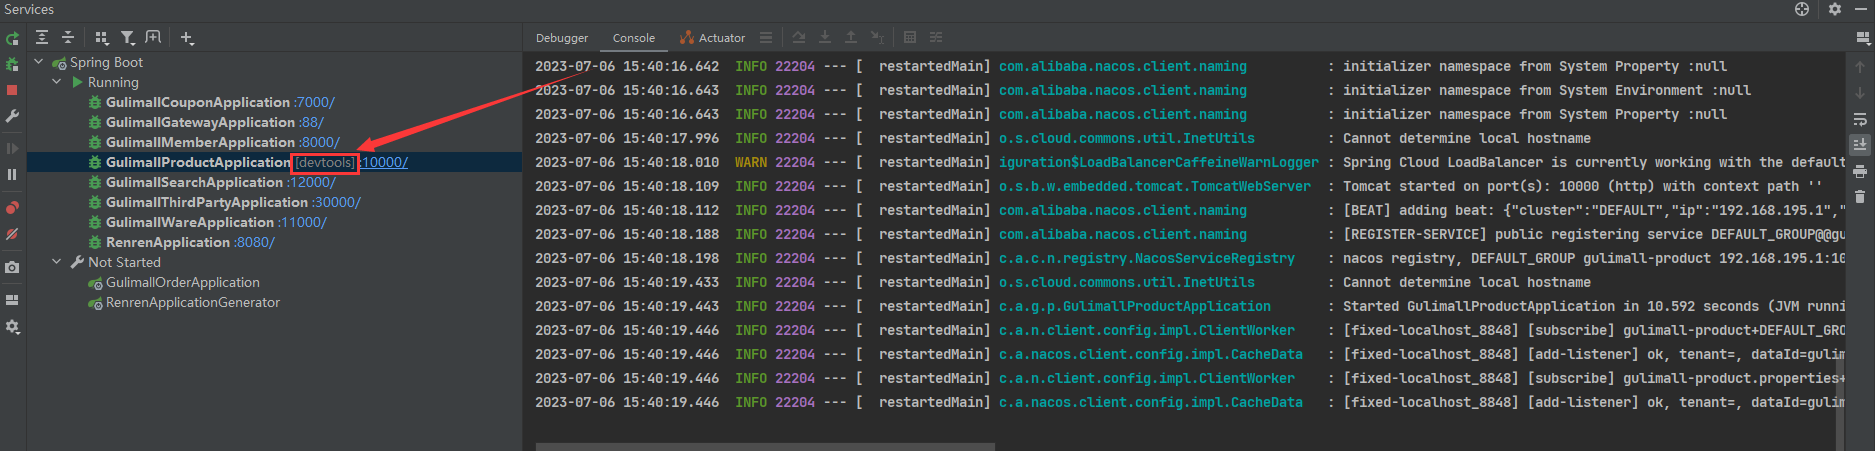 Services
Debugger Console Actuator
Spring Boot
Running
GulimallCouponApplication :7000/
GulimallGatewayApplication :88/
GulimallMemberApplication :8000/
GulimallProductApplication [devtools] :10000/
GulimallSearchApplication :12000/
GulimallThirdPartyApplication :30000/
GulimallWareApplication :11000/
RenrenApplication :8080/
Not Started
GulimallOrderApplication
RenrenApplicationGenerator
2023-07-06 15:40:16.642 INFO 22204 --- [ restartedMain] com.alibaba.nacos.client.naming : initializer namespace from System Property :null
2023-07-06 15:40:16.643 INFO 22204 --- [ restartedMain] com.alibaba.nacos.client.naming : initializer namespace from System Environment :null
2023-07-06 15:40:16.643 INFO 22204 --- [ restartedMain] com.alibaba.nacos.client.naming : initializer namespace from System Property :null
2023-07-06 15:40:17.996 INFO 22204 --- [ restartedMain] o.s.cloud.commons.util.InetUtils : Cannot determine local hostname
2023-07-06 15:40:18.010 WARN 22204 --- [ restartedMain] iguration$LoadBalancerCaffeineWarnLogger : Spring Cloud LoadBalancer is currently working with the default
2023-07-06 15:40:18.109 INFO 22204 --- [ restartedMain] o.s.b.w.embedded.tomcat.TomcatWebServer : Tomcat started on port(s): 10000 (http) with context path ''
2023-07-06 15:40:18.112 INFO 22204 --- [ restartedMain] com.alibaba.nacos.client.naming : [BEAT] adding beat: {"cluster":"DEFAULT","ip":"192.168.195.1","
2023-07-06 15:40:18.188 INFO 22204 --- [ restartedMain] com.alibaba.nacos.client.naming : [REGISTER-SERVICE] public registering service DEFAULT_GROUP@@gu
2023-07-06 15:40:18.198 INFO 22204 --- [ restartedMain] c.a.c.n.registry.NacosServiceRegistry : nacos registry, DEFAULT_GROUP gulimall-product 192.168.195.1:10
2023-07-06 15:40:19.433 INFO 22204 --- [ restartedMain] o.s.cloud.commons.util.InetUtils : Cannot determine local hostname
2023-07-06 15:40:19.443 INFO 22204 --- [ restartedMain] c.a.g.p.GulimallProductApplication : Started GulimallProductApplication in 10.592 seconds (JVM runni
2023-07-06 15:40:19.446 INFO 22204 --- [ restartedMain] c.a.n.client.config.impl.ClientWorker : [fixed-localhost_8848] [subscribe] gulimall-product+DEFAULT_GRO
2023-07-06 15:40:19.446 INFO 22204 --- [ restartedMain] c.a.nacos.client.config.impl.CacheData : [fixed-localhost_8848] [add-listener] ok, tenant=, dataId=gulim
2023-07-06 15:40:19.446 INFO 22204 --- [ restartedMain] c.a.n.client.config.impl.ClientWorker : [fixed-localhost_8848] [subscribe] gulimall-product.properties+
2023-07-06 15:40:19.446 INFO 22204 --- [ restartedMain] c.a.nacos.client.config.impl.CacheData : [fixed-localhost_8848] [add-listener] ok, tenant=, dataId=gulim